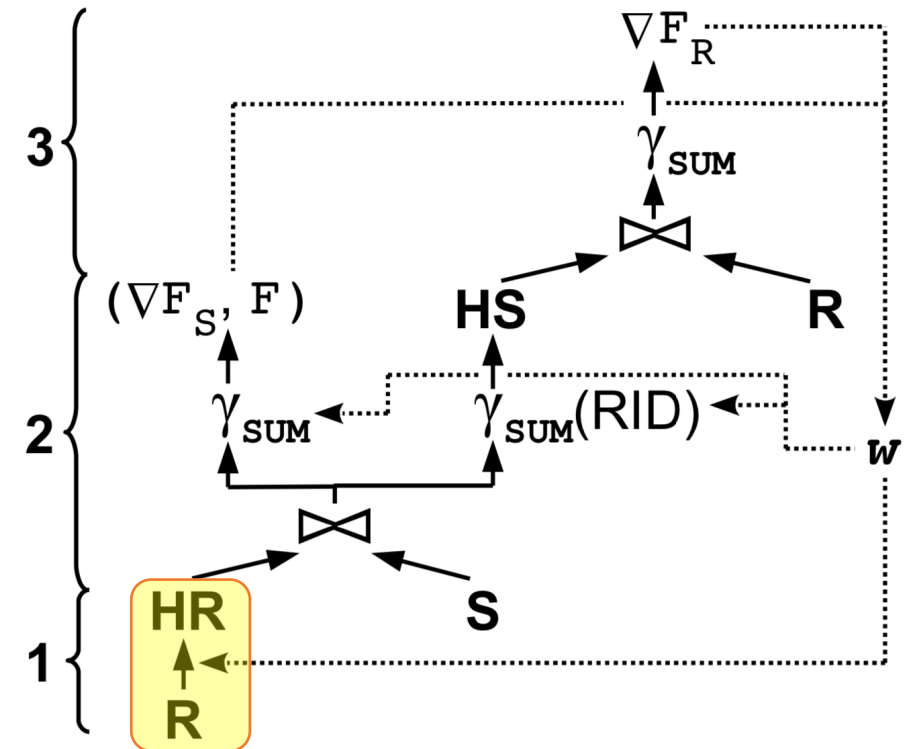 ∇F_R
3
γ_SUM
(∇F_S, F)
HS
R
γ_SUM
γ_SUM(RID)
2
w
HR
S
1
R